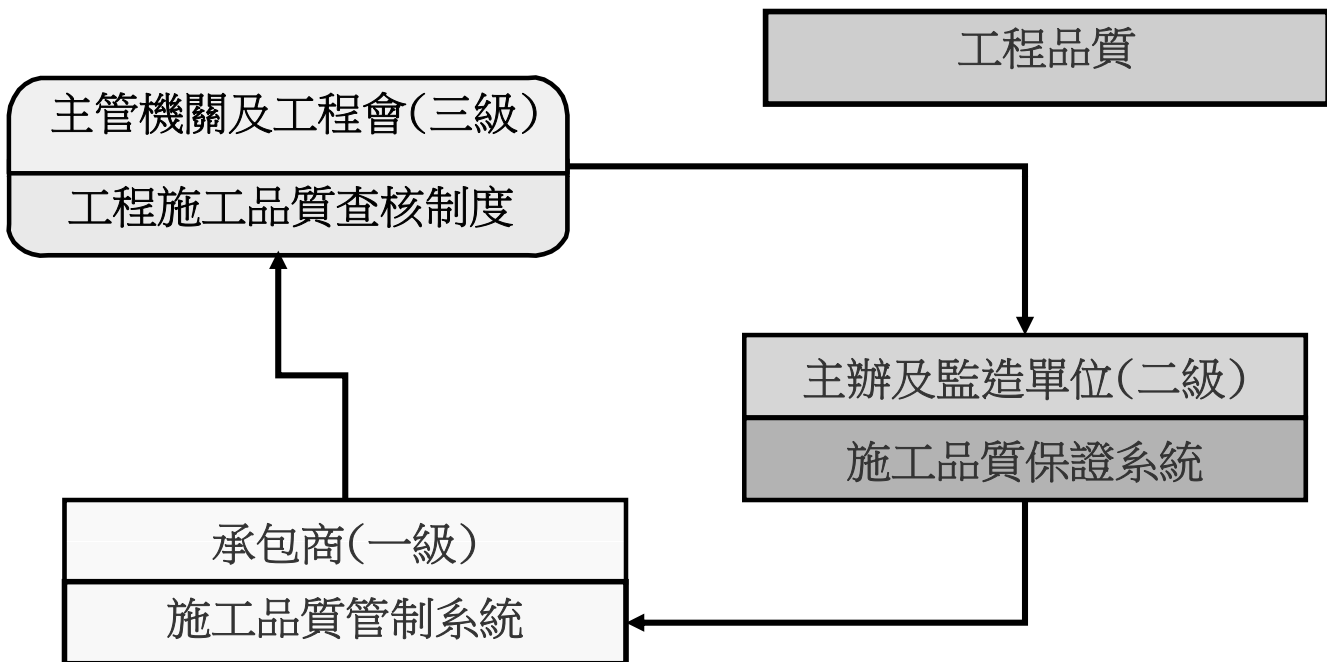 工程品質
主管機關及工程會(三級)
工程施工品質查核制度
主辦及監造單位(二級)
施工品質保證系統
承包商(一級)
施工品質管制系統